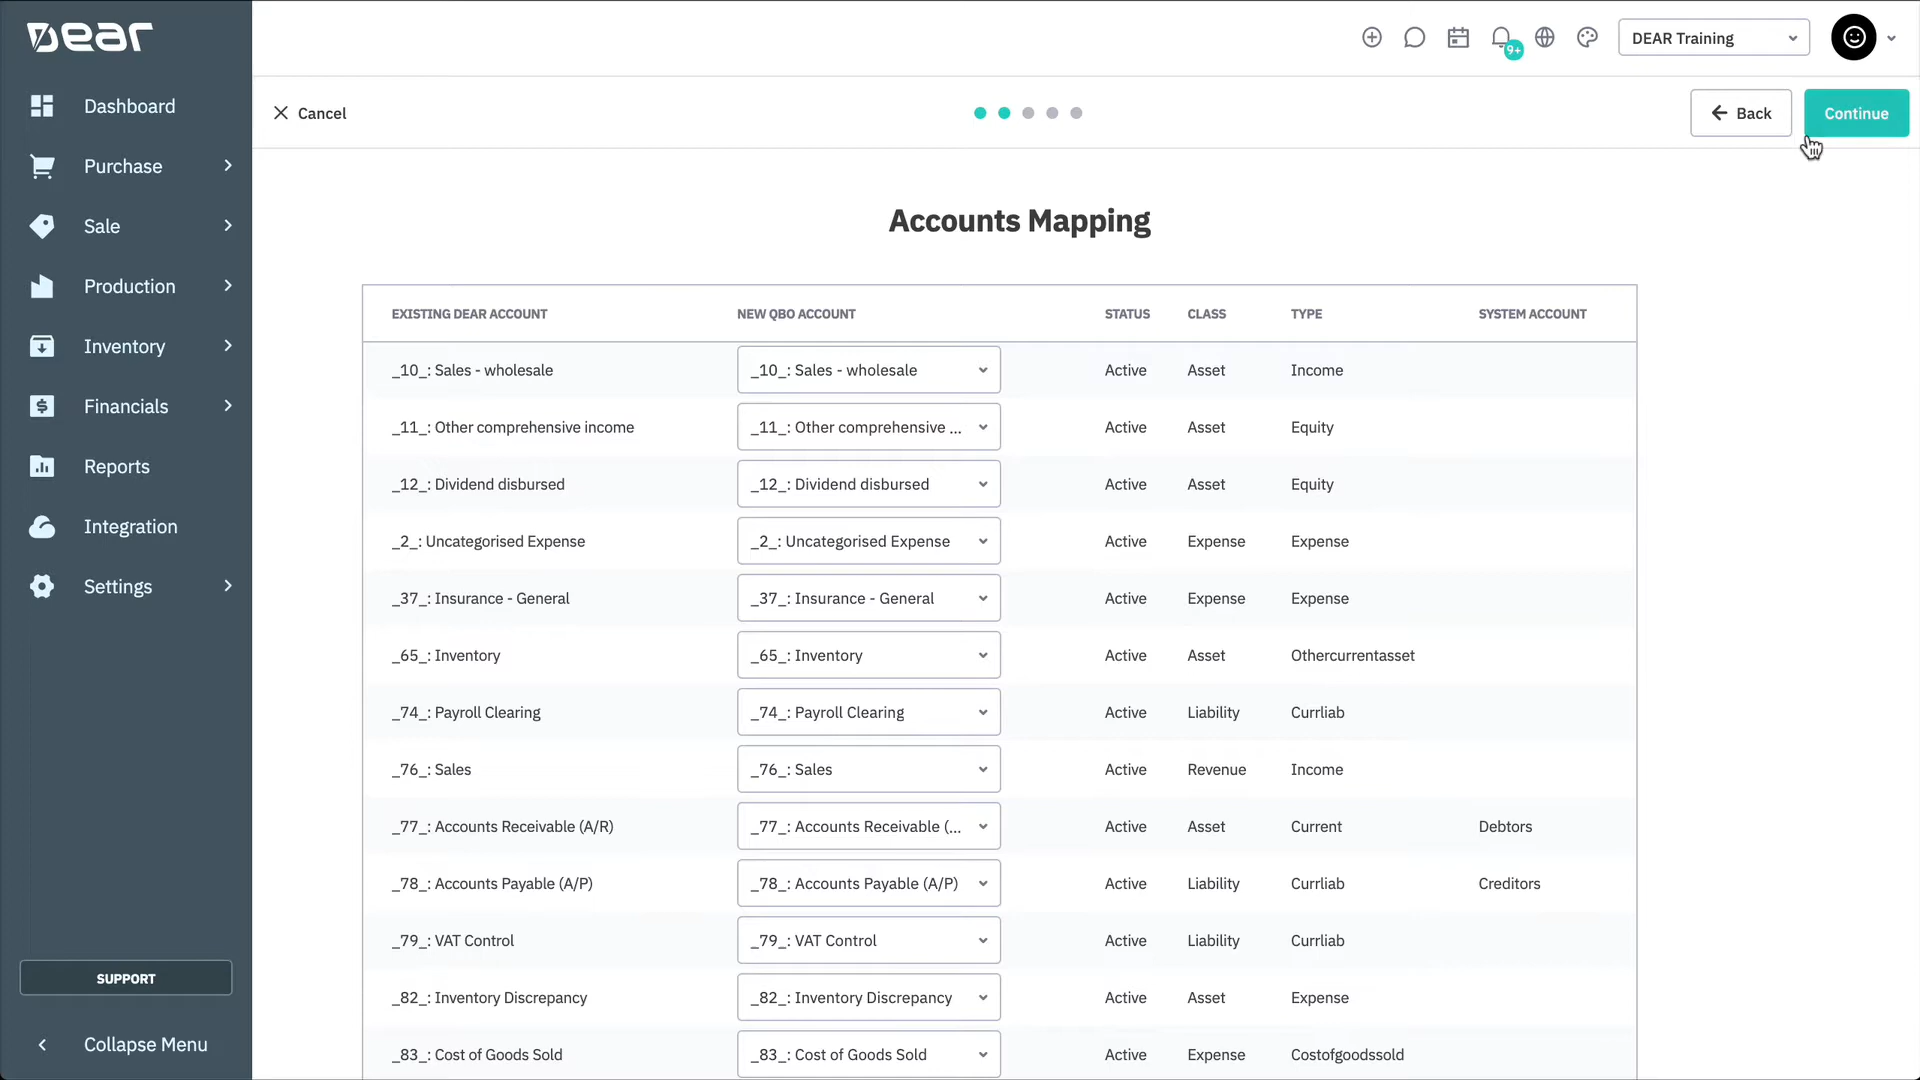 DEAR
9+
DEAR Training
Dashboard
Purchase
Sale
Production
Inventory
Financials
Reports
Integration
Settings
SUPPORT
Collapse Menu
Cancel
Back
Continue
Accounts Mapping
EXISTING DEAR ACCOUNT NEW QBO ACCOUNT STATUS CLASS TYPE SYSTEM ACCOUNT
_10_: Sales - wholesale _10_: Sales - wholesale Active Asset Income
_11_: Other comprehensive income _11_: Other comprehensive ... Active Asset Equity
_12_: Dividend disbursed _12_: Dividend disbursed Active Asset Equity
_2_: Uncategorised Expense _2_: Uncategorised Expense Active Expense Expense
_37_: Insurance - General _37_: Insurance - General Active Expense Expense
_65_: Inventory _65_: Inventory Active Asset Othercurrentasset
_74_: Payroll Clearing _74_: Payroll Clearing Active Liability Currliab
_76_: Sales _76_: Sales Active Revenue Income
_77_: Accounts Receivable (A/R) _77_: Accounts Receivable (... Active Asset Current Debtors
_78_: Accounts Payable (A/P) _78_: Accounts Payable (A/P) Active Liability Currliab Creditors
_79_: VAT Control _79_: VAT Control Active Liability Currliab
_82_: Inventory Discrepancy _82_: Inventory Discrepancy Active Asset Expense
_83_: Cost of Goods Sold _83_: Cost of Goods Sold Active Expense Costofgoodssold